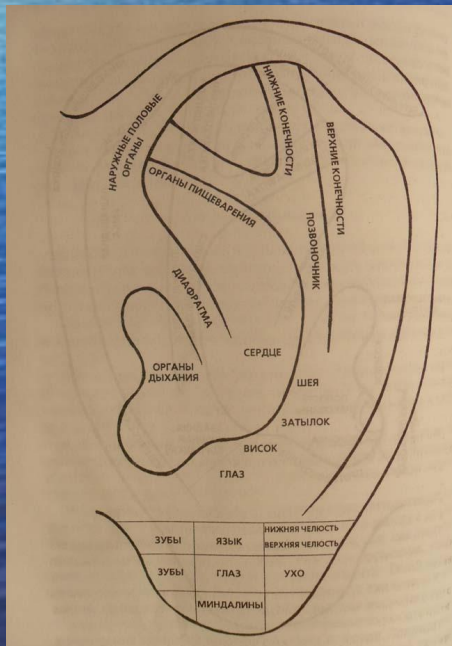 НАРУЖНЫЕ ПОЛОВЫЕ
ОРГАНЫ
НИЖНИЕ КОНЕЧНОСТИ
ВЕРХНИЕ КОНЕЧНОСТИ
ОРГАНЫ ПИЩЕВАРЕНИЯ
ПОЗВОНОЧНИК
ДИАФРАГМА
СЕРДЦЕ
ОРГАНЫ
ДЫХАНИЯ
ШЕЯ
ЗАТЫЛОК
ВИСОК
ГЛАЗ
ЗУБЫ ЯЗЫК НИЖНЯЯ ЧЕЛЮСТЬ
ВЕРХНЯЯ ЧЕЛЮСТЬ
ЗУБЫ ГЛАЗ УХО
МИНДАЛИНЫ